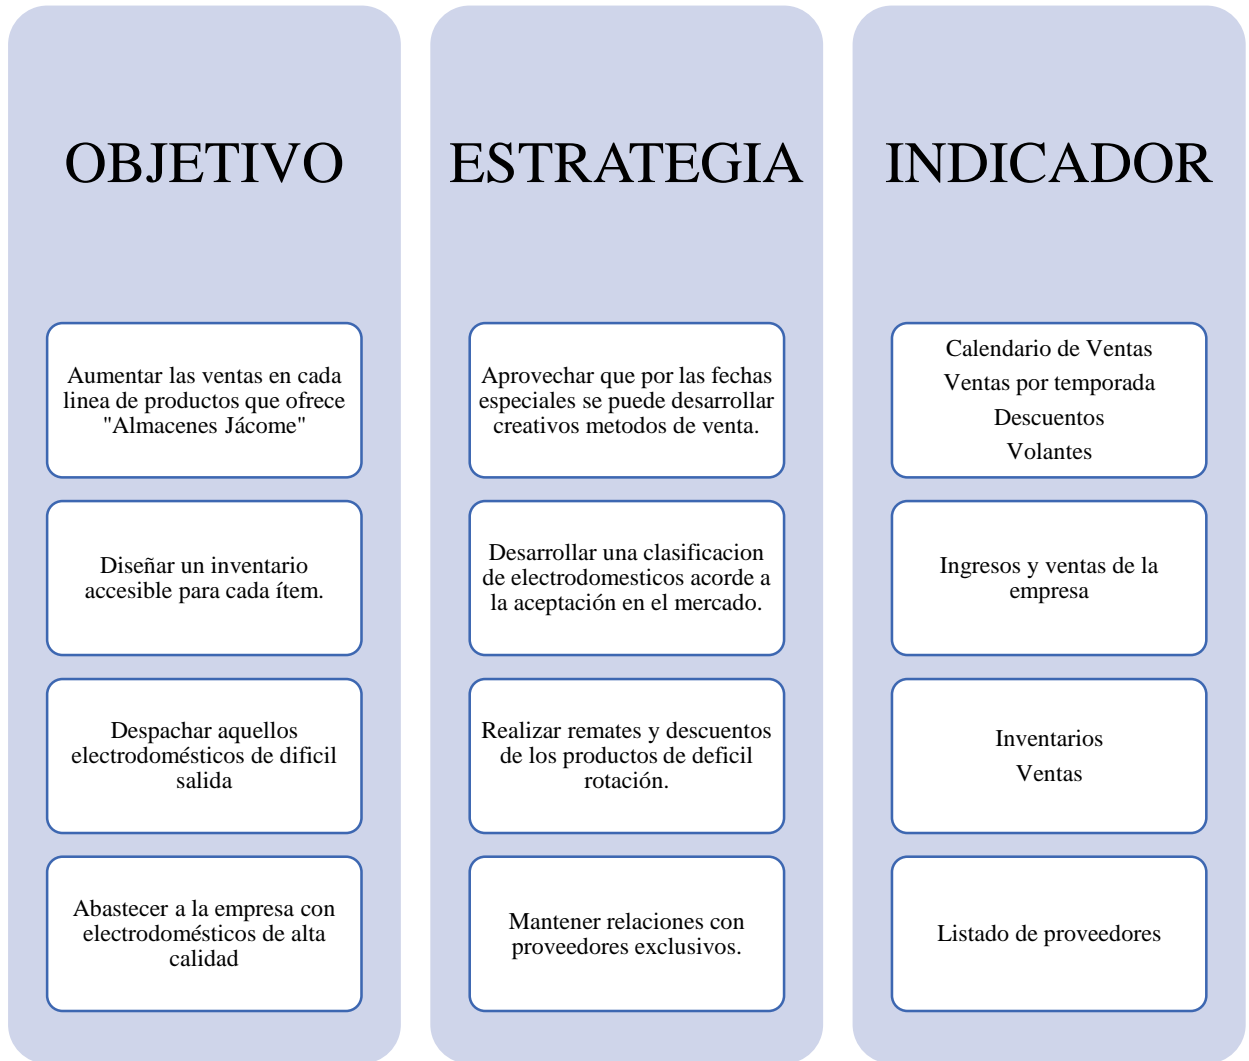 OBJETIVO
Aumentar las ventas en cada
linea de productos que ofrece
"Almacenes Jácome"
Diseñar un inventario
accesible para cada ítem.
Despachar aquellos
electrodomésticos de dificil
salida
Abastecer a la empresa con
electrodomésticos de alta
calidad
ESTRATEGIA
Aprovechar que por las fechas
especiales se puede desarrollar
creativos metodos de venta.
Desarrollar una clasificacion
de electrodomesticos acorde a
la aceptación en el mercado.
Realizar remates y descuentos
de los productos de deficil
rotación.
Mantener relaciones con
proveedores exclusivos.
INDICADOR
Calendario de Ventas
Ventas por temporada
Descuentos
Volantes
Ingresos y ventas de la
empresa
Inventarios
Ventas
Listado de proveedores